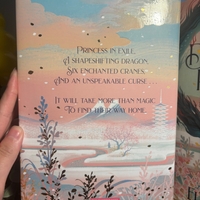 Princess in exile,
A shapeshifting dragon,
Six enchanted cranes,
And an unspeakable curse...
It will take more than magic
To find their way home.